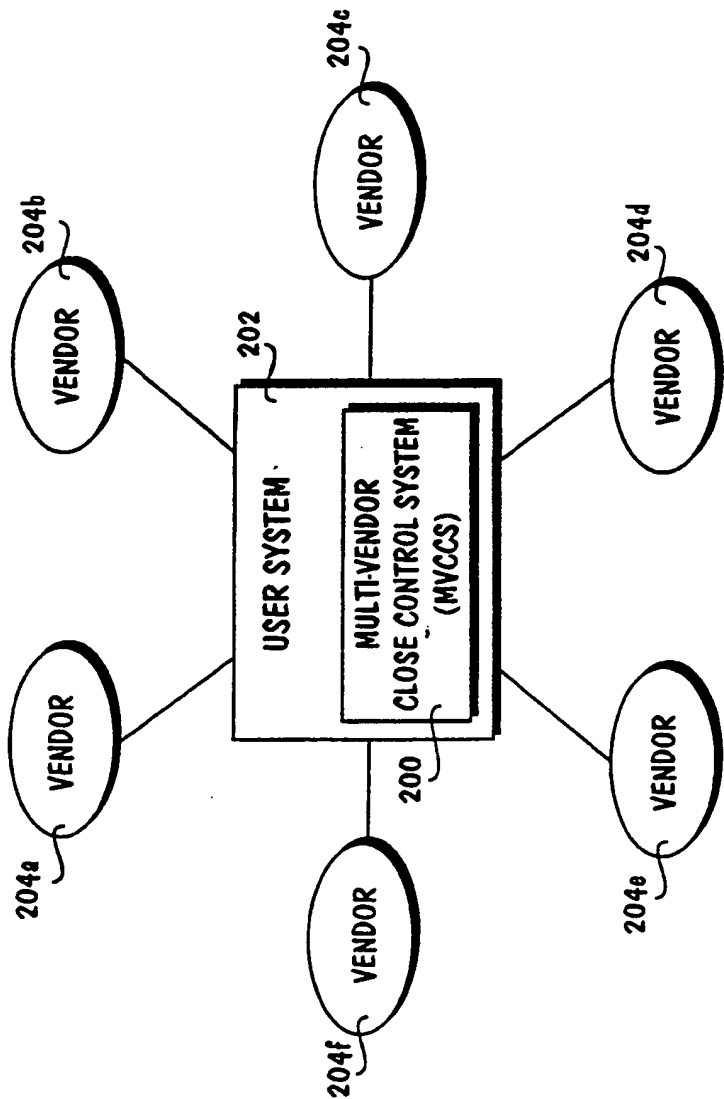 204a
VENDOR
204b
VENDOR
204f
VENDOR
USER SYSTEM
202
MULTI-VENDOR
CLOSE CONTROL SYSTEM
(MVCCS)
200
204c
VENDOR
204e
VENDOR
204d
VENDOR